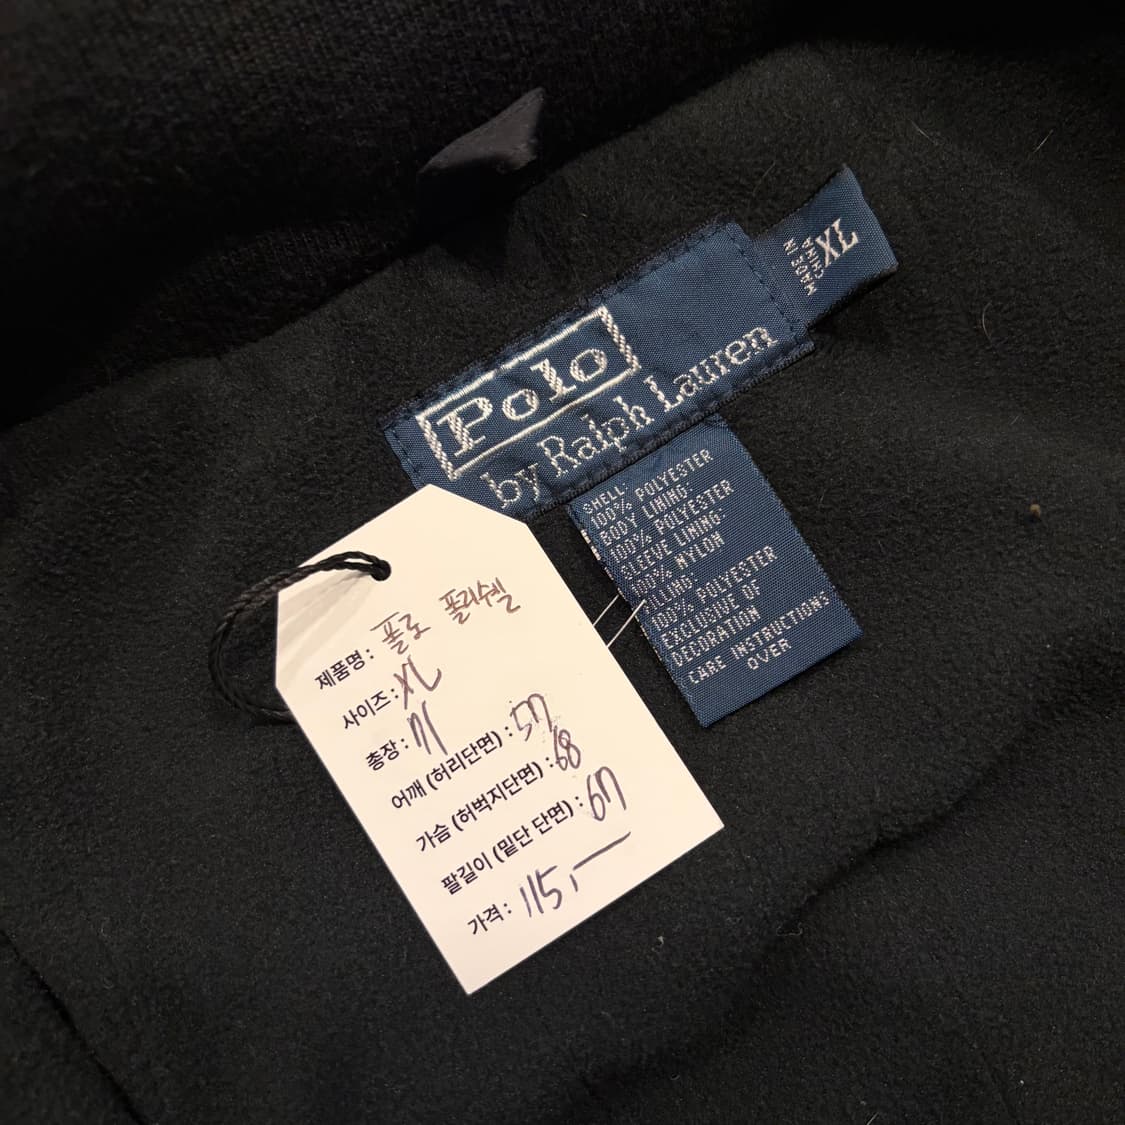 XL
MADE IN
CHINA
Polo
by Ralph Lauren
SHELL:
100% POLYESTER
BODY LINING:
100% POLYESTER
SLEEVE LINING:
100% NYLON
FILLING:
100% POLYESTER
EXCLUSIVE OF
DECORATION
CARE INSTRUCTIONS
OVER
제품명: 폴로 폴리쉘
사이즈: XL
총장: 71
어깨 (허리단면) : 57
가슴 (허벅지단면) : 68
팔길이 (밑단 단면) : 67
가격: 115,—